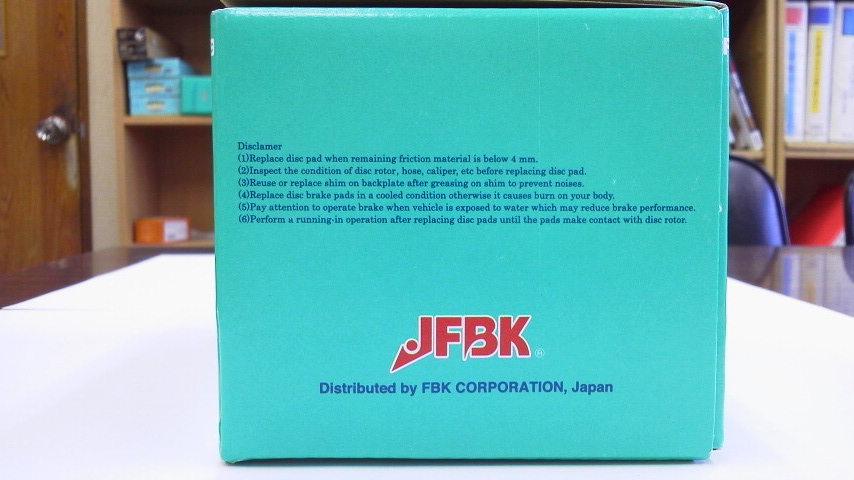 Disclamer
(1)Replace disc pad when remaining friction material is below 4 mm.
(2)Inspect the condition of disc rotor, hose, caliper, etc before replacing disc pad.
(3)Reuse or replace shim on backplate after greasing on shim to prevent noises.
(4)Replace disc brake pads in a cooled condition otherwise it causes burn on your body.
(5)Pay attention to operate brake when vehicle is exposed to water which may reduce brake performance.
(6)Perform a running-in operation after replacing disc pads until the pads make contact with disc rotor.
JFBK ®
Distributed by FBK CORPORATION, Japan